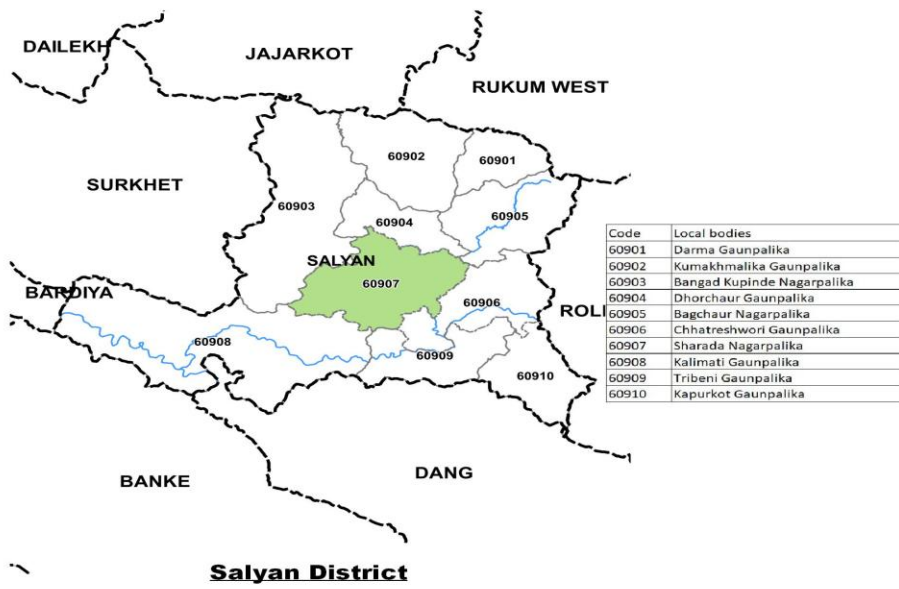 DAILEKH
JAJARKOT
RUKUM WEST
60902
60901
SURKHET
60903
60905
60904
SALYAN
60907
BARDIYA
60906
ROLI
60908
60909
60910
BANKE
DANG
Code Local bodies
60901 Darma Gaunpalika
60902 Kumakhmalika Gaunpalika
60903 Bangad Kupinde Nagarpalika
60904 Dhorchaur Gaunpalika
60905 Bagchaur Nagarpalika
60906 Chhatreshwori Gaunpalika
60907 Sharada Nagarpalika
60908 Kalimati Gaunpalika
60909 Tribeni Gaunpalika
60910 Kapurkot Gaunpalika
Salyan District